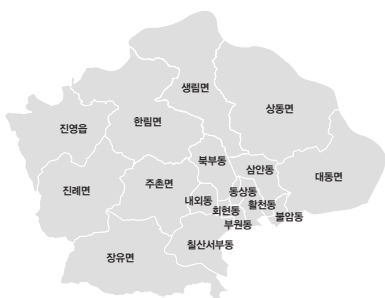 생림면
상동면
한림면
진영읍
북부동
삼안동
대동면
진례면
주촌면
동상동
내외동
활천동
회현동
불암동
부원동
칠산서부동
장유면